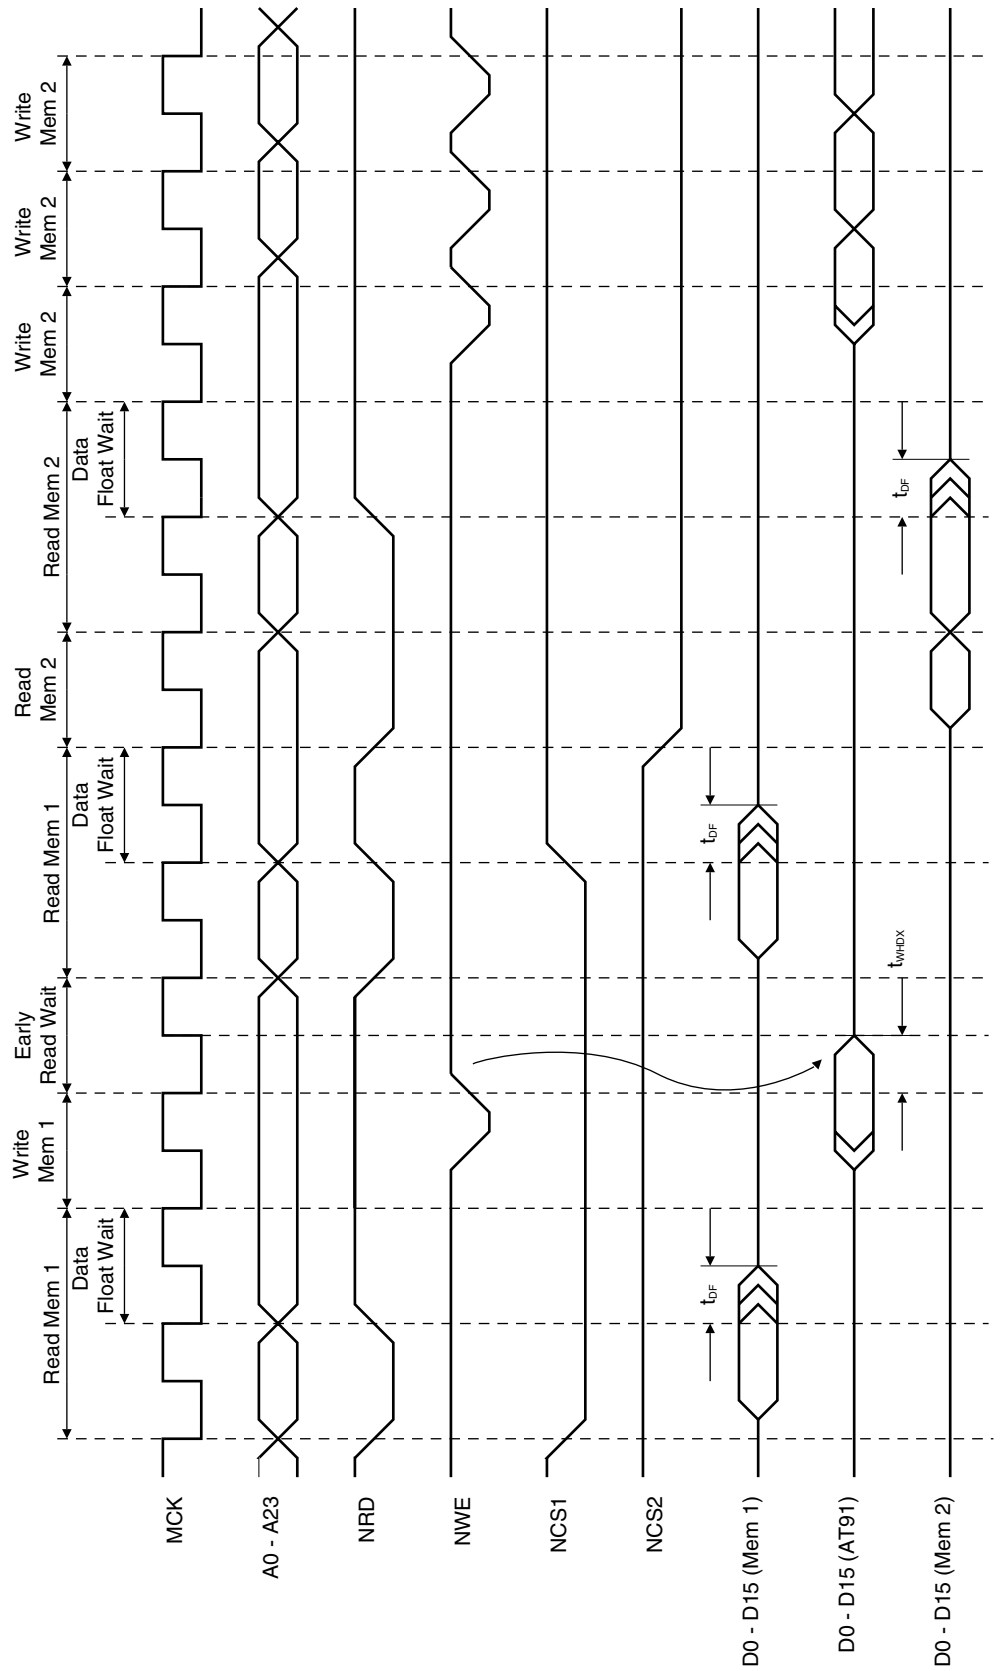 Read Mem 1
Data
Float Wait
Write
Mem 1
Early
Read Wait
Read Mem 1
Data
Float Wait
Read
Mem 2
Read Mem 2
Data
Float Wait
Write
Mem 2
Write
Mem 2
Write
Mem 2
MCK
A0 - A23
NRD
NWE
NCS1
NCS2
D0 - D15 (Mem 1)
tDF
tDF
D0 - D15 (AT91)
tWHDX
D0 - D15 (Mem 2)
tDF